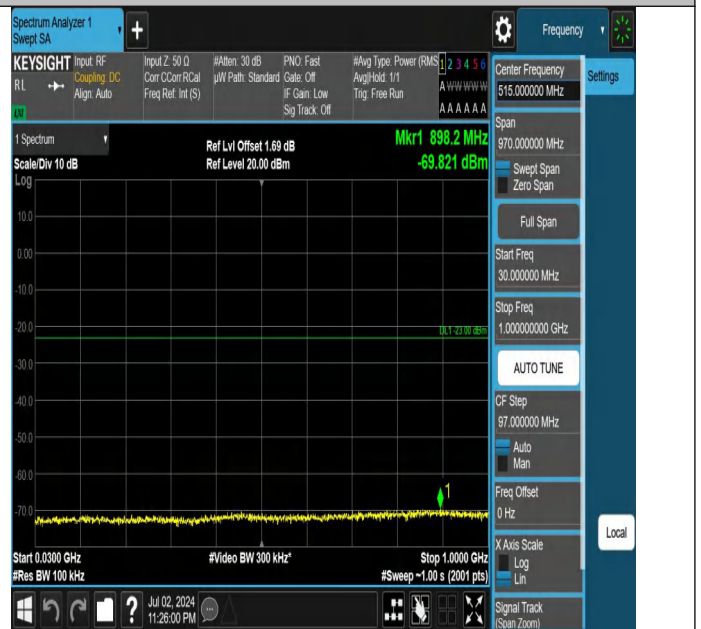 Spectrum Analyzer 1
Swept SA
+
Frequency
KEYSIGHT
RL
Input: RF
Coupling: DC
Align: Auto
Input Z: 50 Ω
Corr CCorr RCal
Freq Ref: Int (S)
#Atten: 30 dB
µW Path: Standard
PNO: Fast
Gate: Off
IF Gain: Low
Sig Track: Off
#Avg Type: Power (RMS
Avg|Hold: 1/1
Trig: Free Run
1 2 3 4 5 6
A W W W W W
A A A A A A
1 Spectrum
Scale/Div 10 dB
Log
Ref Lvl Offset 1.69 dB
Ref Level 20.00 dBm
Mkr1 898.2 MHz
-69.821 dBm
10.0
0.00
-10.0
-20.0
DL1 -23.00 dBm
-30.0
-40.0
-50.0
-60.0
1
-70.0
Start 0.0300 GHz
#Res BW 100 kHz
#Video BW 300 kHz*
Stop 1.0000 GHz
#Sweep ~1.00 s (2001 pts)
?
Jul 02, 2024
11:26:00 PM
Center Frequency
515.000000 MHz
Settings
Span
970.000000 MHz
Swept Span
Zero Span
Full Span
Start Freq
30.000000 MHz
Stop Freq
1.000000000 GHz
AUTO TUNE
CF Step
97.000000 MHz
Auto
Man
Freq Offset
0 Hz
Local
X Axis Scale
Log
Lin
Signal Track
(Span Zoom)